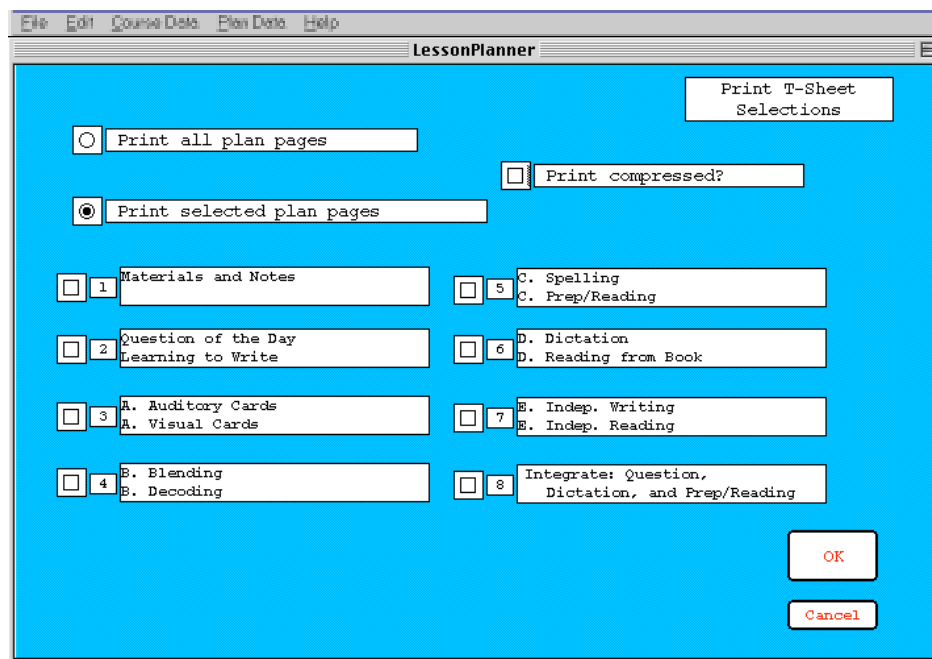 File Edit Course Data Plan Data Help
LessonPlanner
Print T-Sheet
Selections
Print all plan pages
Print compressed?
Print selected plan pages
1 Materials and Notes
2 Question of the Day
Learning to Write
3 A. Auditory Cards
A. Visual Cards
4 B. Blending
B. Decoding
5 C. Spelling
C. Prep/Reading
6 D. Dictation
D. Reading from Book
7 E. Indep. Writing
E. Indep. Reading
8 Integrate: Question,
Dictation, and Prep/Reading
OK
Cancel